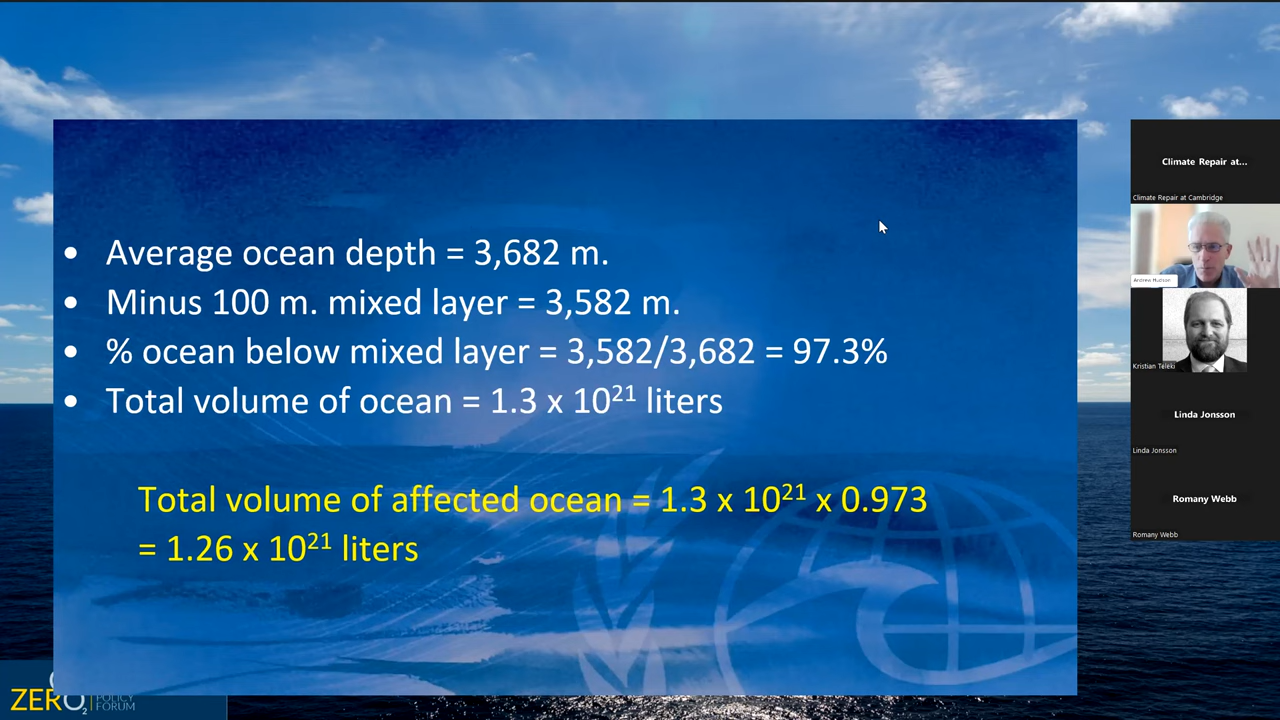 • Average ocean depth = 3,682 m.
• Minus 100 m. mixed layer = 3,582 m.
• % ocean below mixed layer = 3,582/3,682 = 97.3%
• Total volume of ocean = 1.3 x 10²¹ liters
Total volume of affected ocean = 1.3 x 10²¹ x 0.973
= 1.26 x 10²¹ liters
Climate Repair at...
Climate Repair at Cambridge
Andrew Hudson
Kristian Teleki
Linda Jonsson
Linda Jonsson
Romany Webb
Romany Webb
ZERO₂
POLICY
FORUM